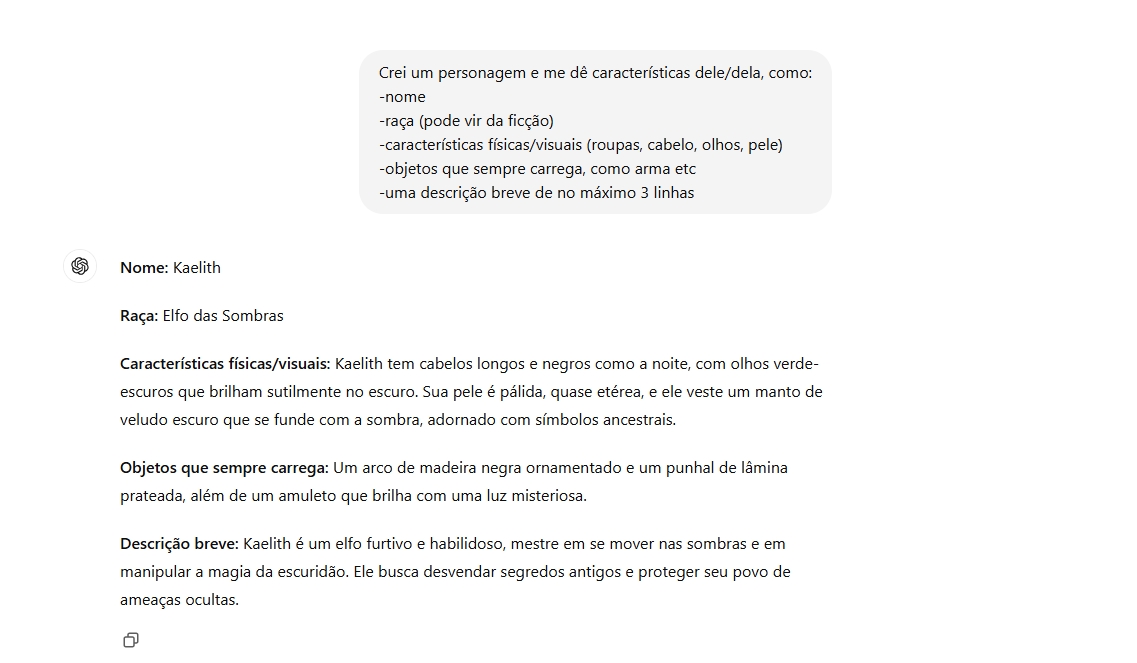 Crei um personagem e me dê características dele/dela, como:
-nome
-raça (pode vir da ficção)
-características físicas/visuais (roupas, cabelo, olhos, pele)
-objetos que sempre carrega, como arma etc
-uma descrição breve de no máximo 3 linhas
Nome: Kaelith
Raça: Elfo das Sombras
Características físicas/visuais: Kaelith tem cabelos longos e negros como a noite, com olhos verde-
escuros que brilham sutilmente no escuro. Sua pele é pálida, quase etérea, e ele veste um manto de
veludo escuro que se funde com a sombra, adornado com símbolos ancestrais.
Objetos que sempre carrega: Um arco de madeira negra ornamentado e um punhal de lâmina
prateada, além de um amuleto que brilha com uma luz misteriosa.
Descrição breve: Kaelith é um elfo furtivo e habilidoso, mestre em se mover nas sombras e em
manipular a magia da escuridão. Ele busca desvendar segredos antigos e proteger seu povo de
ameaças ocultas.